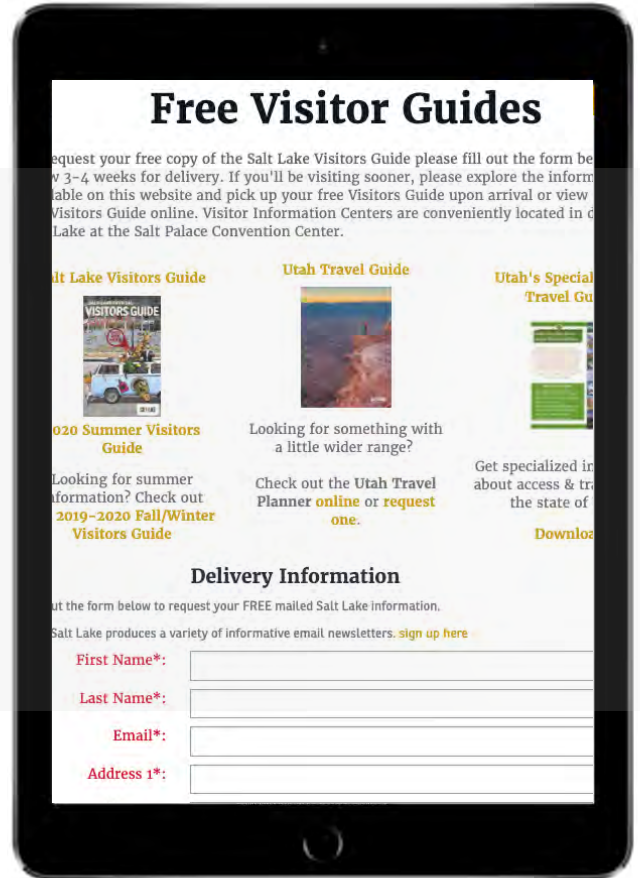 Free Visitor Guides
equest your free copy of the Salt Lake Visitors Guide please fill out the form be
w 3-4 weeks for delivery. If you'll be visiting sooner, please explore the inform
lable on this website and pick up your free Visitors Guide upon arrival or view
Visitors Guide online. Visitor Information Centers are conveniently located in d
Lake at the Salt Palace Convention Center.
lt Lake Visitors Guide
VISITORS GUIDE
020 Summer Visitors
Guide
Looking for summer
nformation? Check out
2019-2020 Fall/Winter
Visitors Guide
Utah Travel Guide
Looking for something with
a little wider range?
Check out the Utah Travel
Planner online or request
one.
Utah's Special
Travel Gu
Get specialized in
about access & tra
the state of
Downloa
Delivery Information
ut the form below to request your FREE mailed Salt Lake information.
Salt Lake produces a variety of informative email newsletters. sign up here
First Name*:
Last Name*:
Email*:
Address 1*: